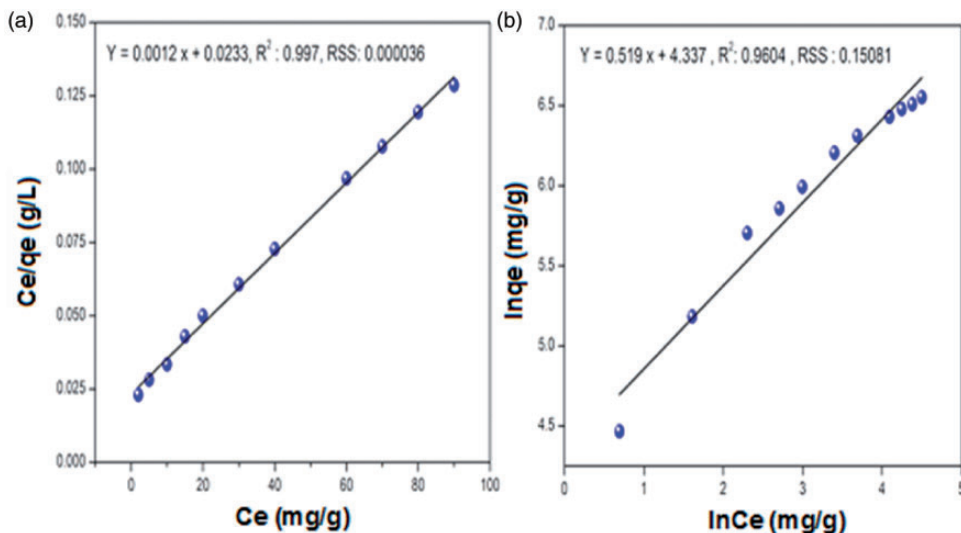 (a)
Y = 0.0012 x + 0.0233, R² : 0.997, RSS: 0.000036
0.150
0.125
0.100
0.075
0.050
0.025
0.000
Ce/qe (g/L)
0 20 40 60 80 100
Ce (mg/g)
(b)
Y = 0.519 x + 4.337 , R²: 0.9604 , RSS : 0.15081
7.0
6.5
6.0
5.5
5.0
4.5
lnqe (mg/g)
0 1 2 3 4 5
lnCe (mg/g)